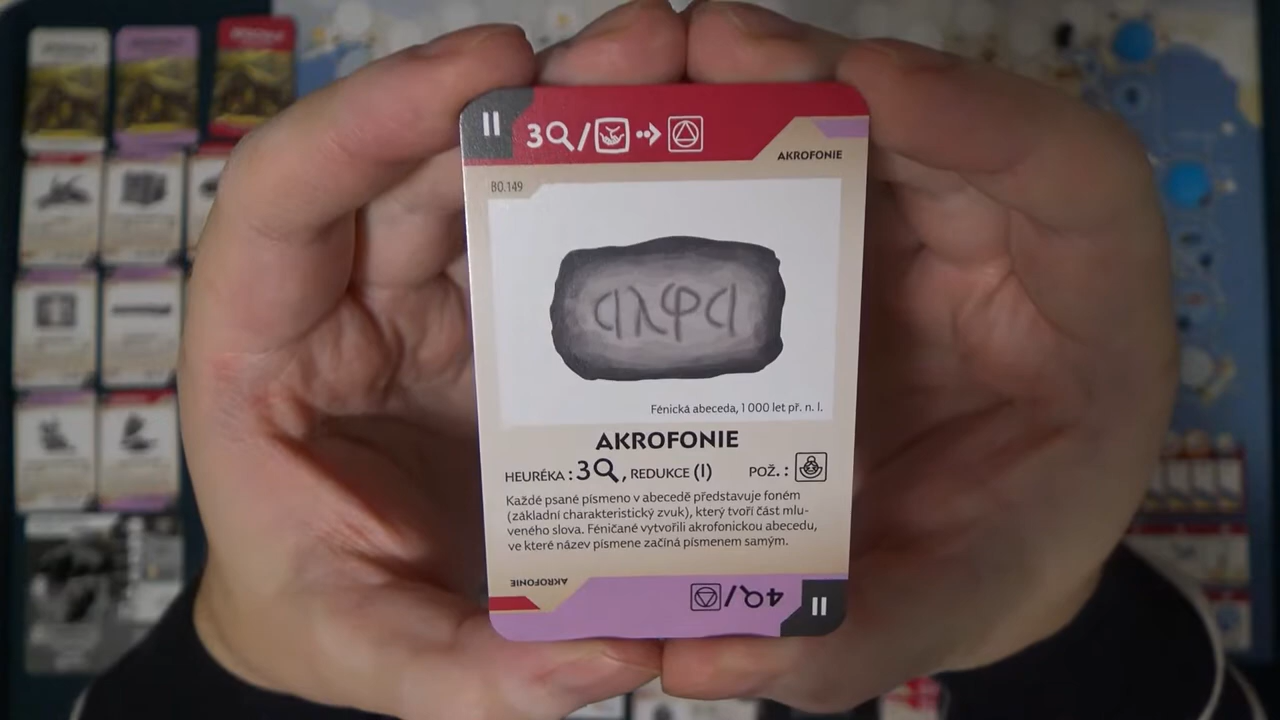 II 3 / AKROFONIE
BO.149
αλφα
Fénická abeceda, 1 000 let př. n. l.
AKROFONIE
HEURÉKA : 3, REDUKCE (I) POŽ. :
Každé psané písmeno v abecedě představuje foném
(základní charakteristický zvuk), který tvoří část mlu-
veného slova. Féničané vytvořili akrofonickou abecedu,
ve které název písmene začíná písmenem samým.
AKROFONIE
4 / II